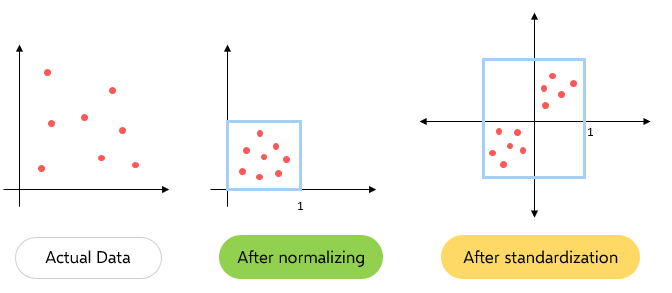 1
1
Actual Data
After normalizing
After standardization